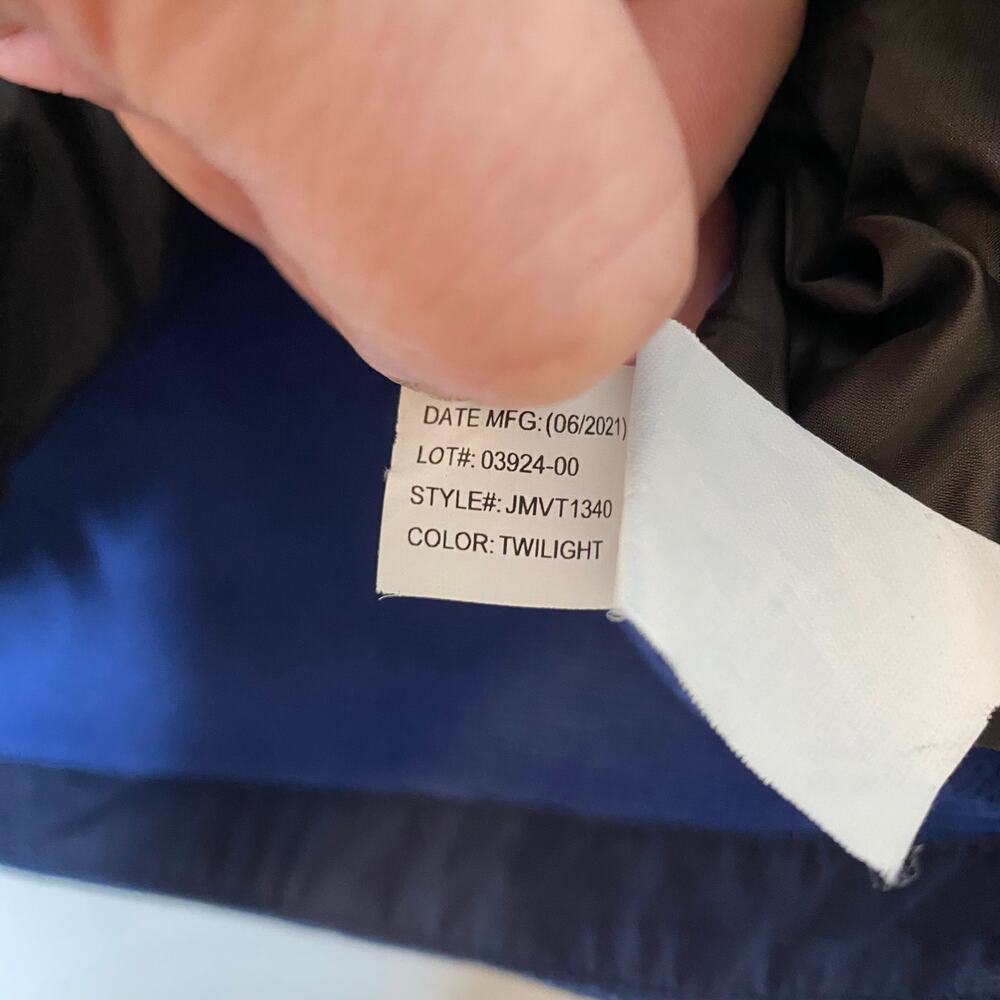 DATE MFG: (06/2021)
LOT#: 03924-00
STYLE#: JMVT1340
COLOR: TWILIGHT